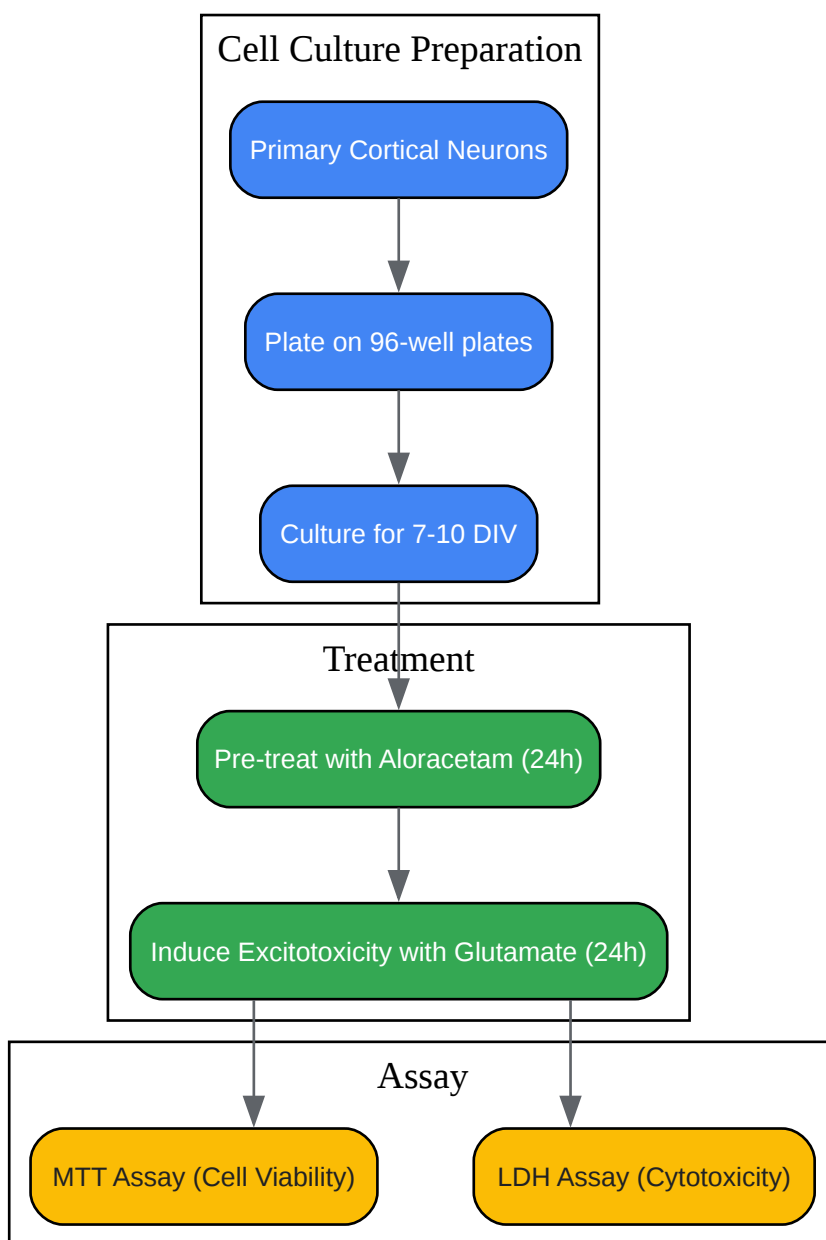 Cell Culture Preparation
Primary Cortical Neurons
Plate on 96-well plates
Culture for 7-10 DIV
Treatment
Pre-treat with Aloracetam (24h)
Induce Excitotoxicity with Glutamate (24h)
Assay
MTT Assay (Cell Viability)
LDH Assay (Cytotoxicity)